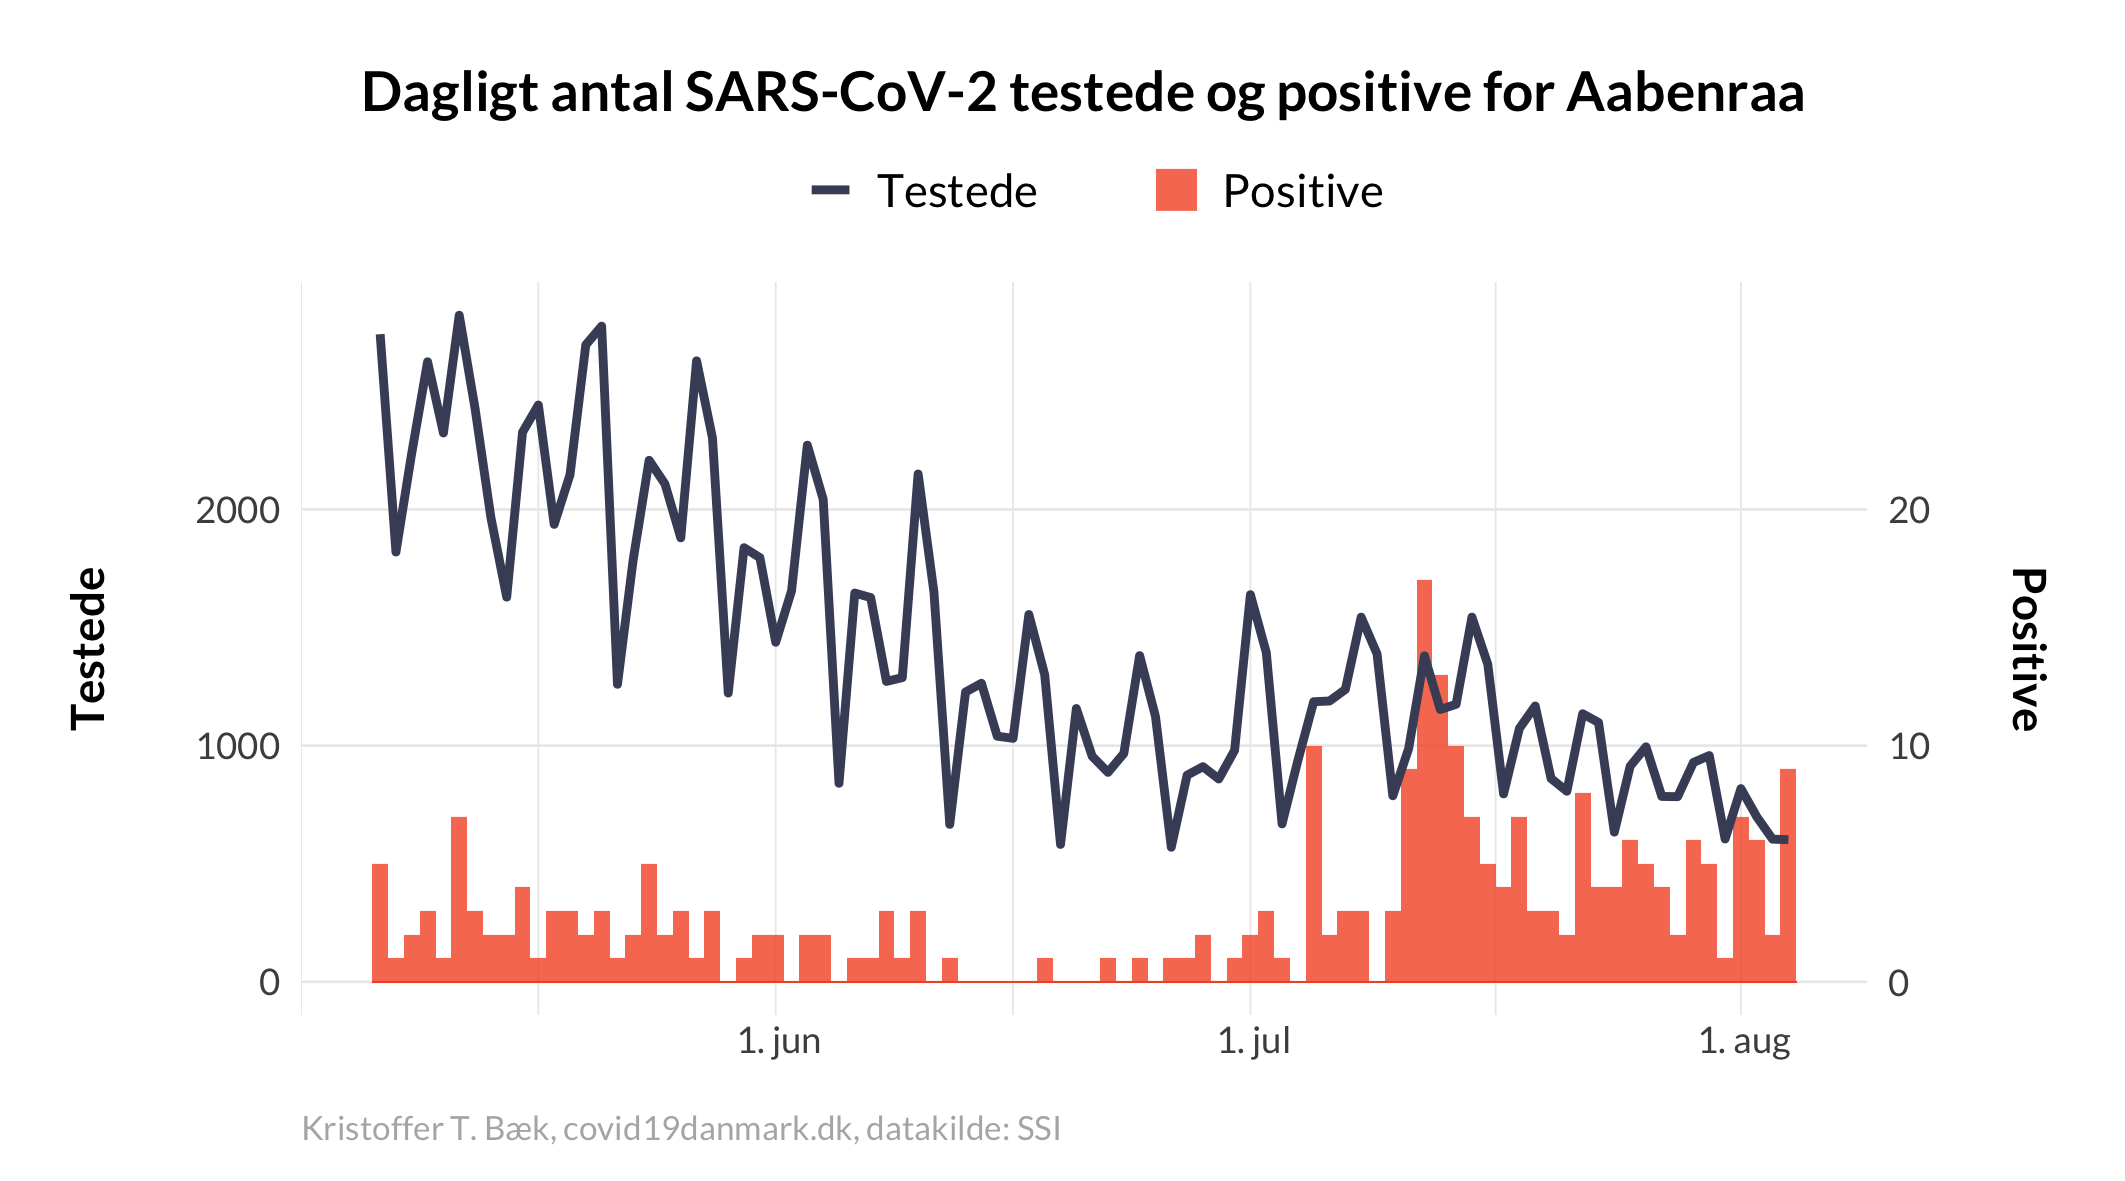 Dagligt antal SARS-CoV-2 testede og positive for Aabenraa
Testede
Positive
2000
1000
0
Testede
20
10
0
Positive
1. jun
1. jul
1. aug
Kristoffer T. Bæk, covid19danmark.dk, datakilde: SSI